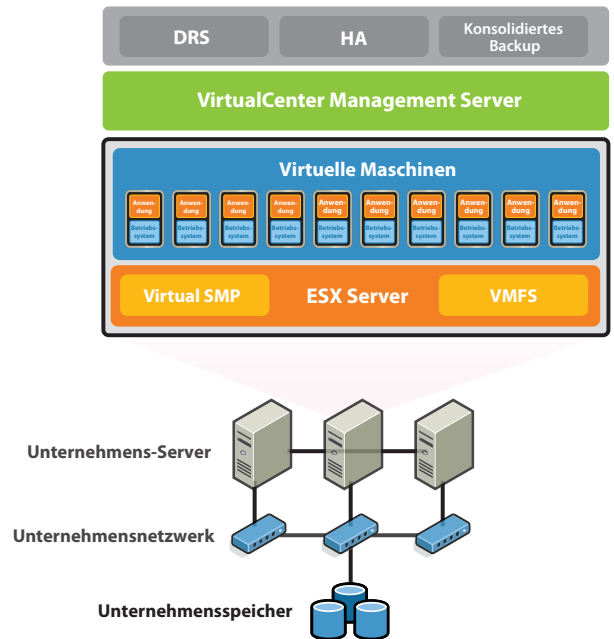 DRS
HA
Konsolidiertes
Backup
VirtualCenter Management Server
Virtuelle Maschinen
Anwen-
dung
Anwen-
dung
Anwen-
dung
Anwen-
dung
Anwen-
dung
Anwen-
dung
Anwen-
dung
Anwen-
dung
Anwen-
dung
Anwen-
dung
Betriebs-
system
Betriebs-
system
Betriebs-
system
Betriebs-
system
Betriebs-
system
Betriebs-
system
Betriebs-
system
Betriebs-
system
Betriebs-
system
Betriebs-
system
Virtual SMP
ESX Server
VMFS
Unternehmens-Server
Unternehmensnetzwerk
Unternehmensspeicher